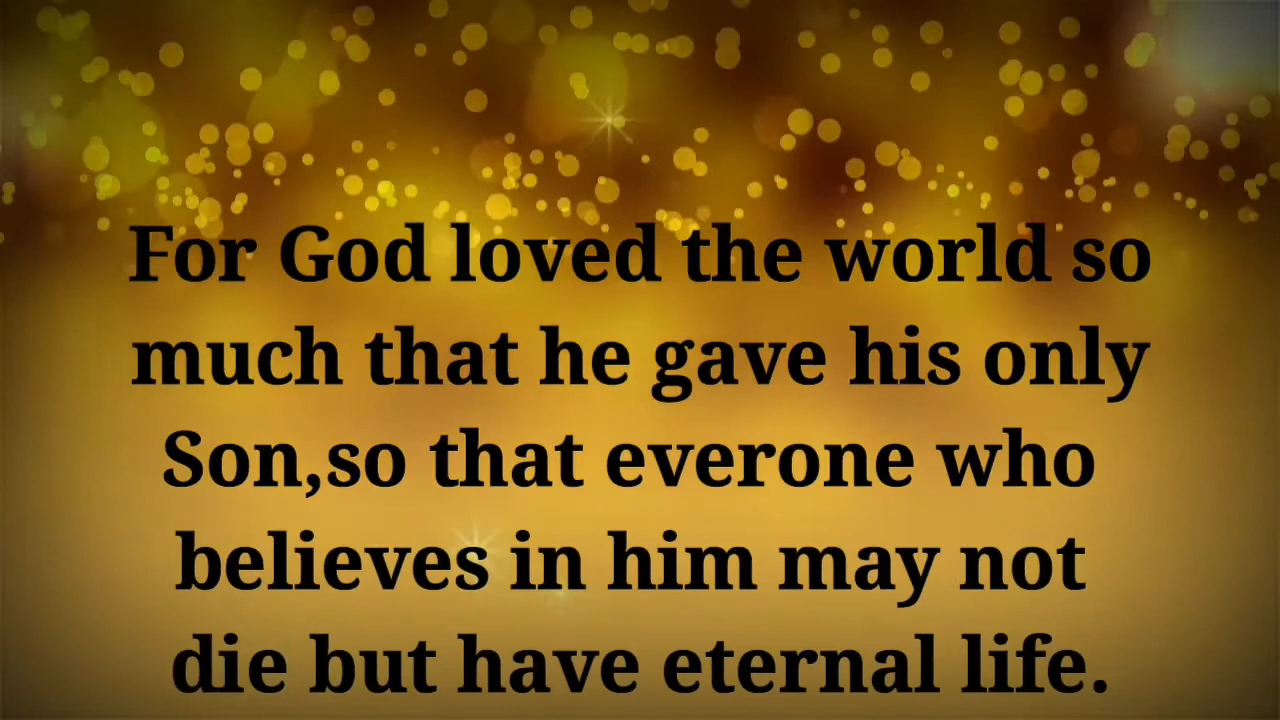 For God loved the world so
much that he gave his only
Son,so that everone who
believes in him may not
die but have eternal life.